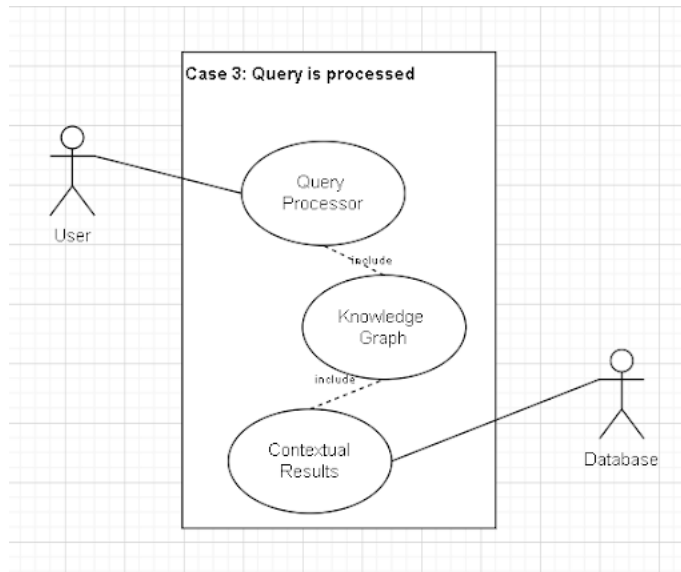 Case 3: Query is processed
Query
Processor
User
include
Knowledge
Graph
include
Contextual
Results
Database